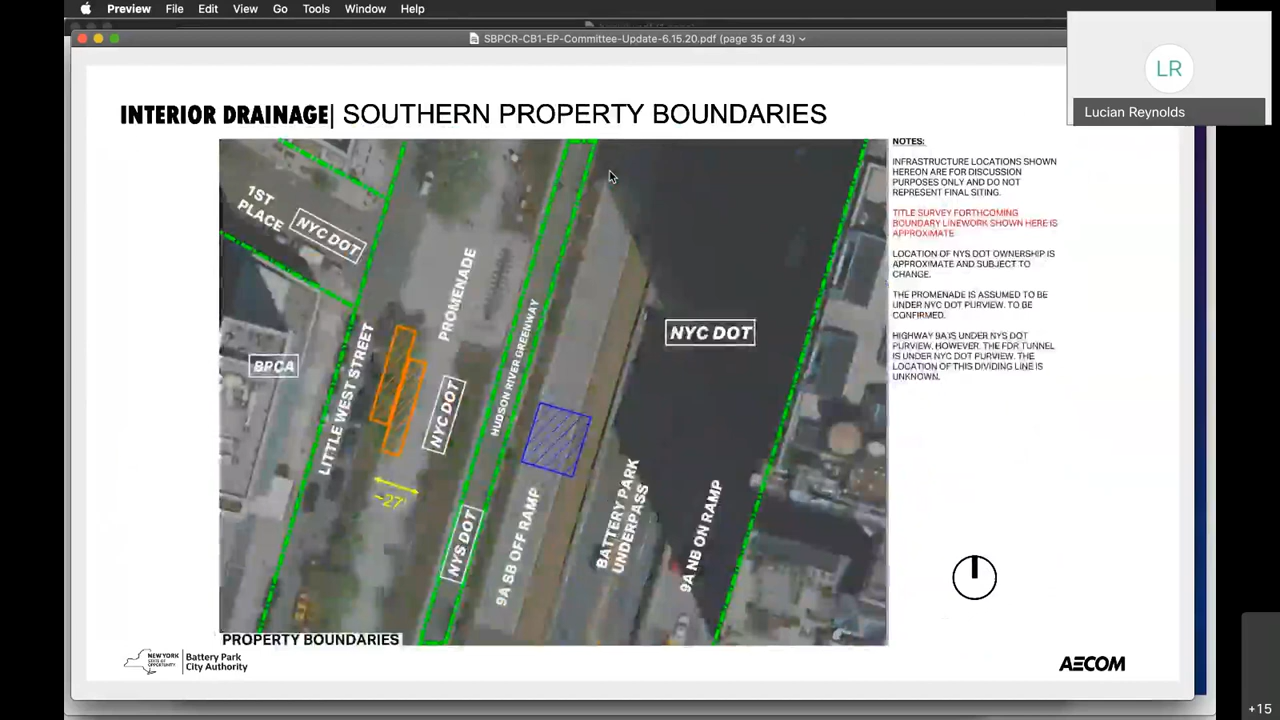 Preview File Edit View Go Tools Window Help
SBPCR-CB1-EP-Committee-Update-6.15.20.pdf (page 35 of 43)
LR
Lucian Reynolds
INTERIOR DRAINAGE| SOUTHERN PROPERTY BOUNDARIES
NOTES:
INFRASTRUCTURE LOCATIONS SHOWN
HEREON ARE FOR DISCUSSION
PURPOSES ONLY AND DO NOT
REPRESENT FINAL SITING.
TITLE SURVEY FORTHCOMING
BOUNDARY LINEWORK SHOWN HERE IS
APPROXIMATE
LOCATION OF NYS DOT OWNERSHIP IS
APPROXIMATE AND SUBJECT TO
CHANGE.
THE PROMENADE IS ASSUMED TO BE
UNDER NYC DOT PURVIEW. TO BE
CONFIRMED.
HIGHWAY 9A IS UNDER NYS DOT
PURVIEW, HOWEVER, THE FDR TUNNEL
IS UNDER NYC DOT PURVIEW. THE
LOCATION OF THIS DIVIDING LINE IS
UNKNOWN.
1ST
PLACE
NYC DOT
PROMENADE
BPCA
LITTLE WEST STREET
NYC DOT
HUDSON RIVER GREENWAY
NYC DOT
~27'
NYS DOT
9A SB OFF RAMP
BATTERY PARK
UNDERPASS
9A NB ON RAMP
PROPERTY BOUNDARIES
NEW YORK
STATE OF
OPPORTUNITY
Battery Park
City Authority
AECOM
+15